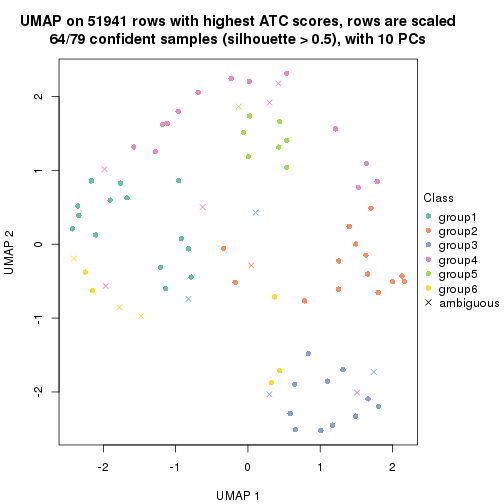 UMAP on 51941 rows with highest ATC scores, rows are scaled
64/79 confident samples (silhouette > 0.5), with 10 PCs
UMAP 2
2
1
0
-1
-2
-2
-1
0
1
2
UMAP 1
Class
group1
group2
group3
group4
group5
group6
ambiguous